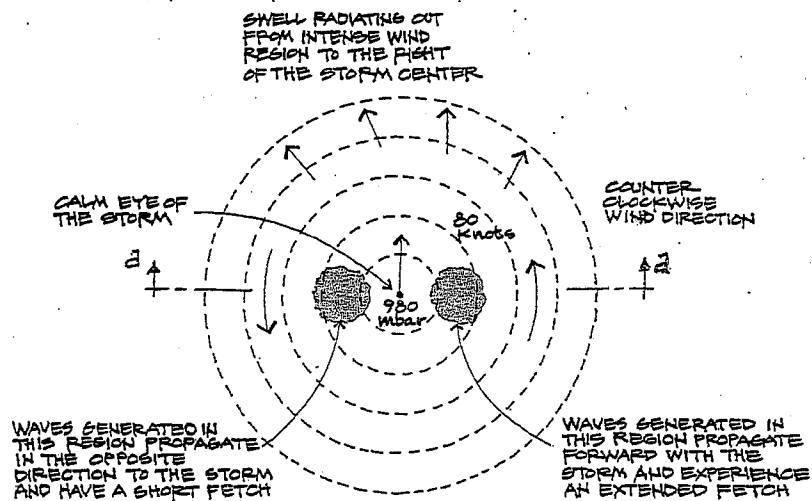 SWELL RADIATING OUT
FROM INTENSE WIND
REGION TO THE RIGHT
OF THE STORM CENTER
CALM EYE OF
THE STORM
COUNTER
CLOCKWISE
WIND DIRECTION
80
Knots
a
a
980
mbar
WAVES GENERATED IN
THIS REGION PROPAGATE
IN THE OPPOSITE
DIRECTION TO THE STORM
AND HAVE A SHORT FETCH
WAVES GENERATED IN
THIS REGION PROPAGATE
FORWARD WITH THE
STORM AND EXPERIENCE
AN EXTENDED FETCH